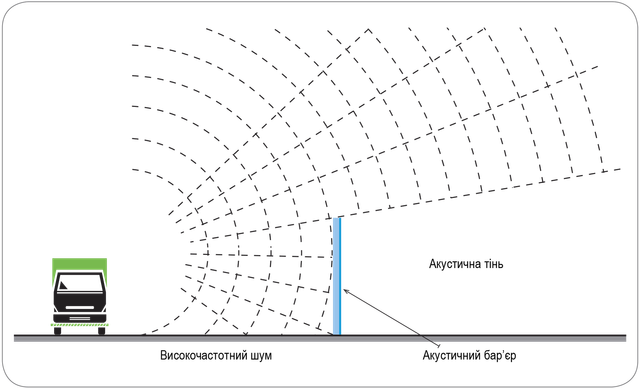 Акустична тінь
Високочастотний шум
Акустичний бар’єр